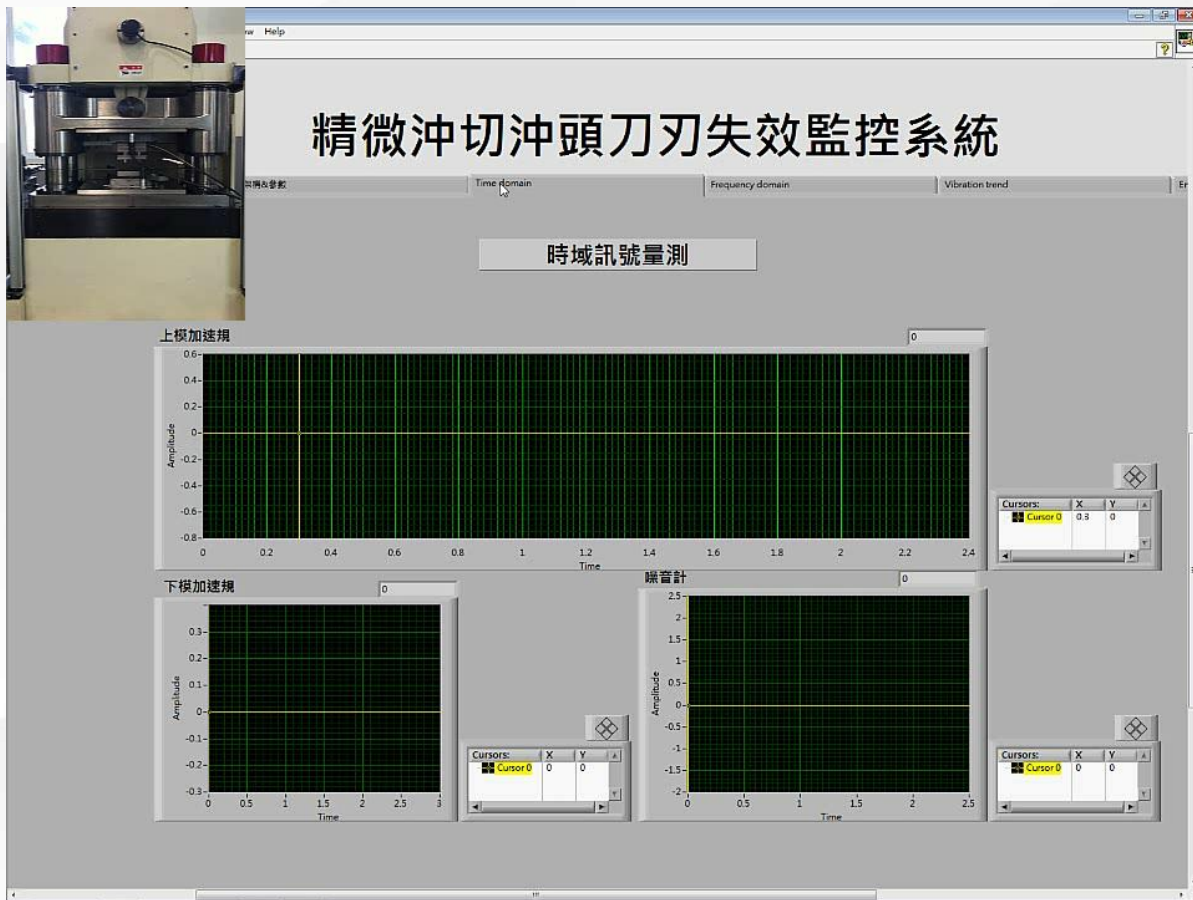 Help
精微沖切沖頭刀刃失效監控系統
Time domain
Frequency domain
Vibration trend
時域訊號量測
上模加速規
0
0.6
0.4
0.2
0
-0.2
-0.4
-0.6
-0.8
Amplitude
0 0.2 0.4 0.6 0.8 1 1.2 1.4 1.6 1.8 2 2.2 2.4
Time
Cursors: X Y
Cursor 0 0.3 0
下模加速規
0
0.3
0.2
0.1
0
-0.1
-0.2
-0.3
Amplitude
0 0.5 1 1.5 2 2.5 3
Time
Cursors: X Y
Cursor 0 0 0
噪音計
0
2.5
2
1.5
1
0.5
0
-0.5
-1
-1.5
-2
Amplitude
0 0.5 1 1.5 2 2.5
Time
Cursors: X Y
Cursor 0 0 0